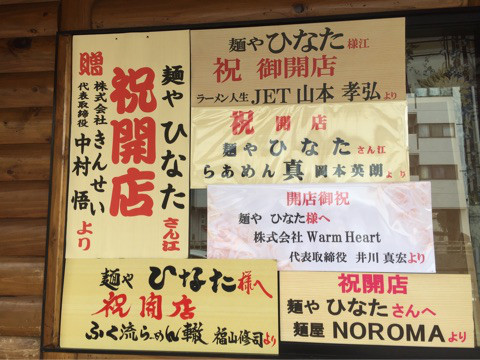 麺や ひなた さん江
祝開店
贈
株式会社 きんせい
代表取締役 中村 悟 より
麺や ひなた 様江
祝 御開店
ラーメン人生 JET 山本 孝弘 より
祝 開店
麺や ひなた さん江
らぁめん 真 岡本英朗 より
開店御祝
麺や ひなた 様へ
株式会社 Warm Heart
代表取締役 井川 真宏 より
麺や ひなた 様へ
祝 開店
ふく流らーめん 轍 福山修司 より
祝開店
麺や ひなた さんへ
麺屋 NOROMA より